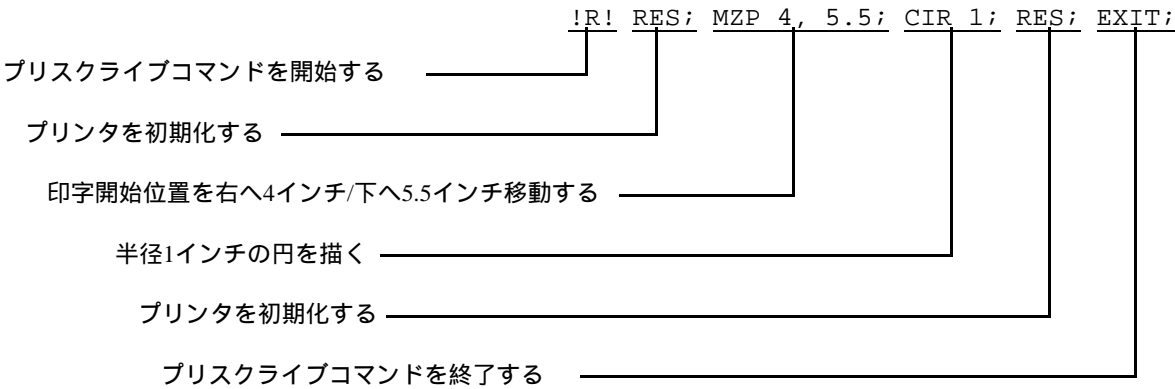 !R! RES; MZP 4, 5.5; CIR 1; RES; EXIT;
プリスクライブコマンドを開始する
プリンタを初期化する
印字開始位置を右へ4インチ/下へ5.5インチ移動する
半径1インチの円を描く
プリンタを初期化する
プリスクライブコマンドを終了する